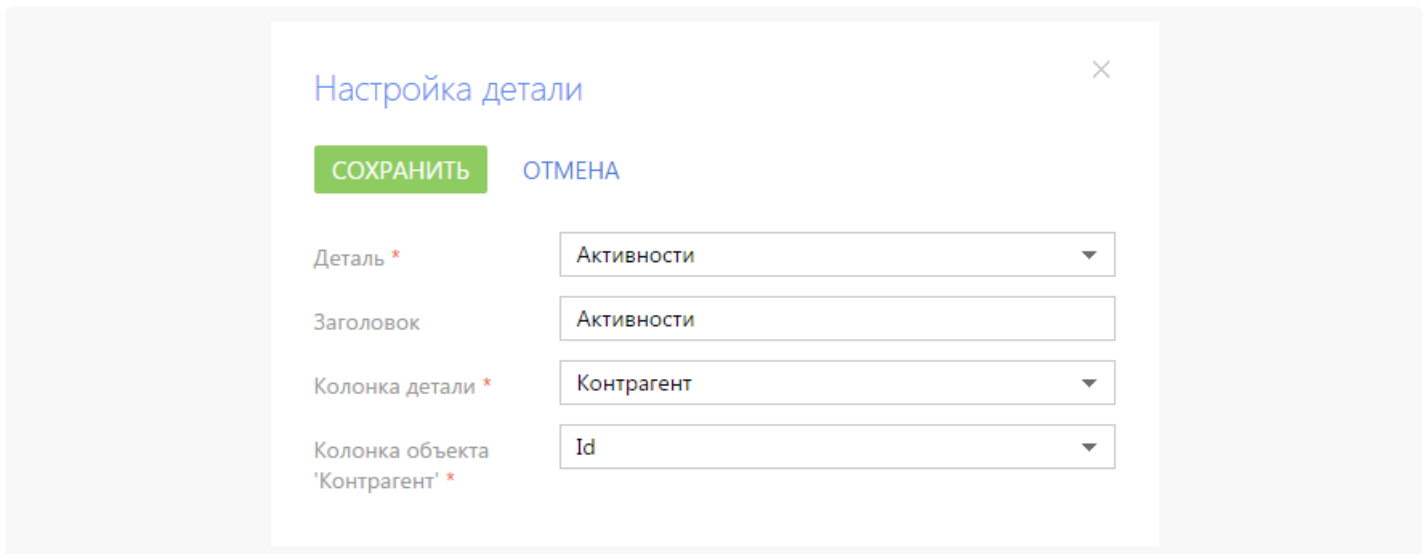 Настройка детали
СОХРАНИТЬ ОТМЕНА
Деталь * Активности
Заголовок Активности
Колонка детали * Контрагент
Колонка объекта Id
'Контрагент' *